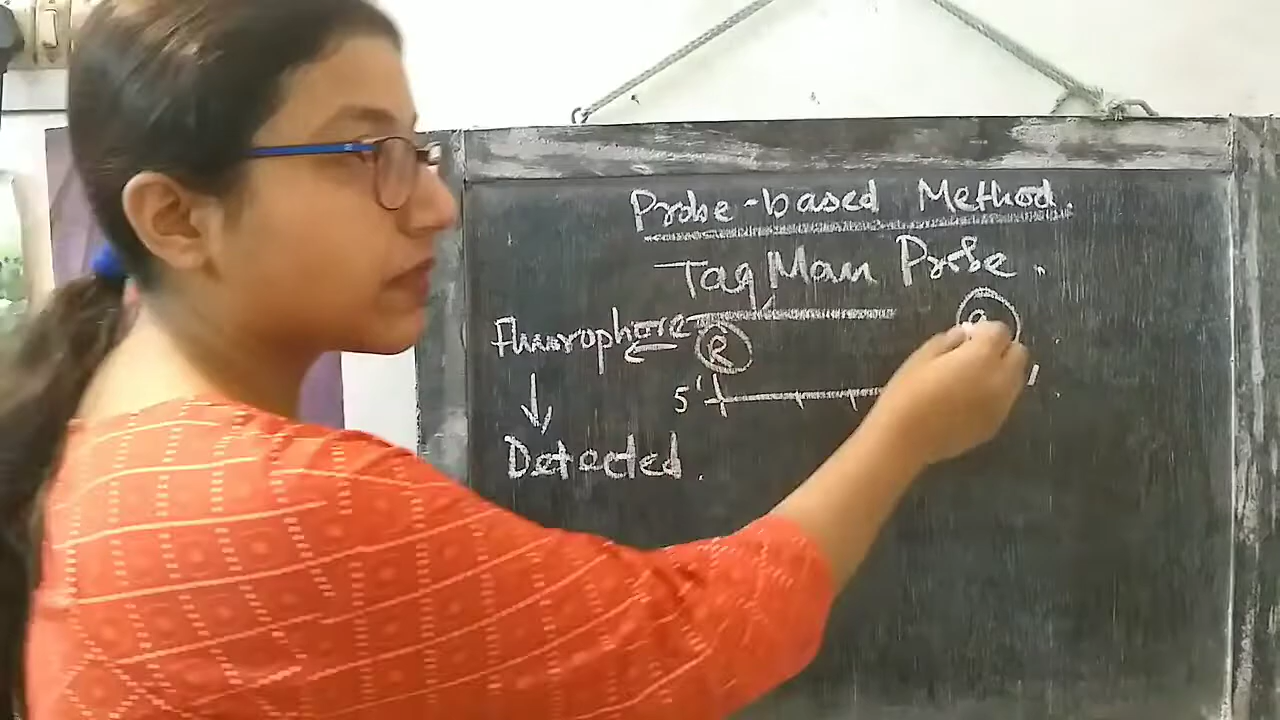 Probe-based Method.
TaqMan Probe.
Fluorophore ← R
↓
5'
Detected.